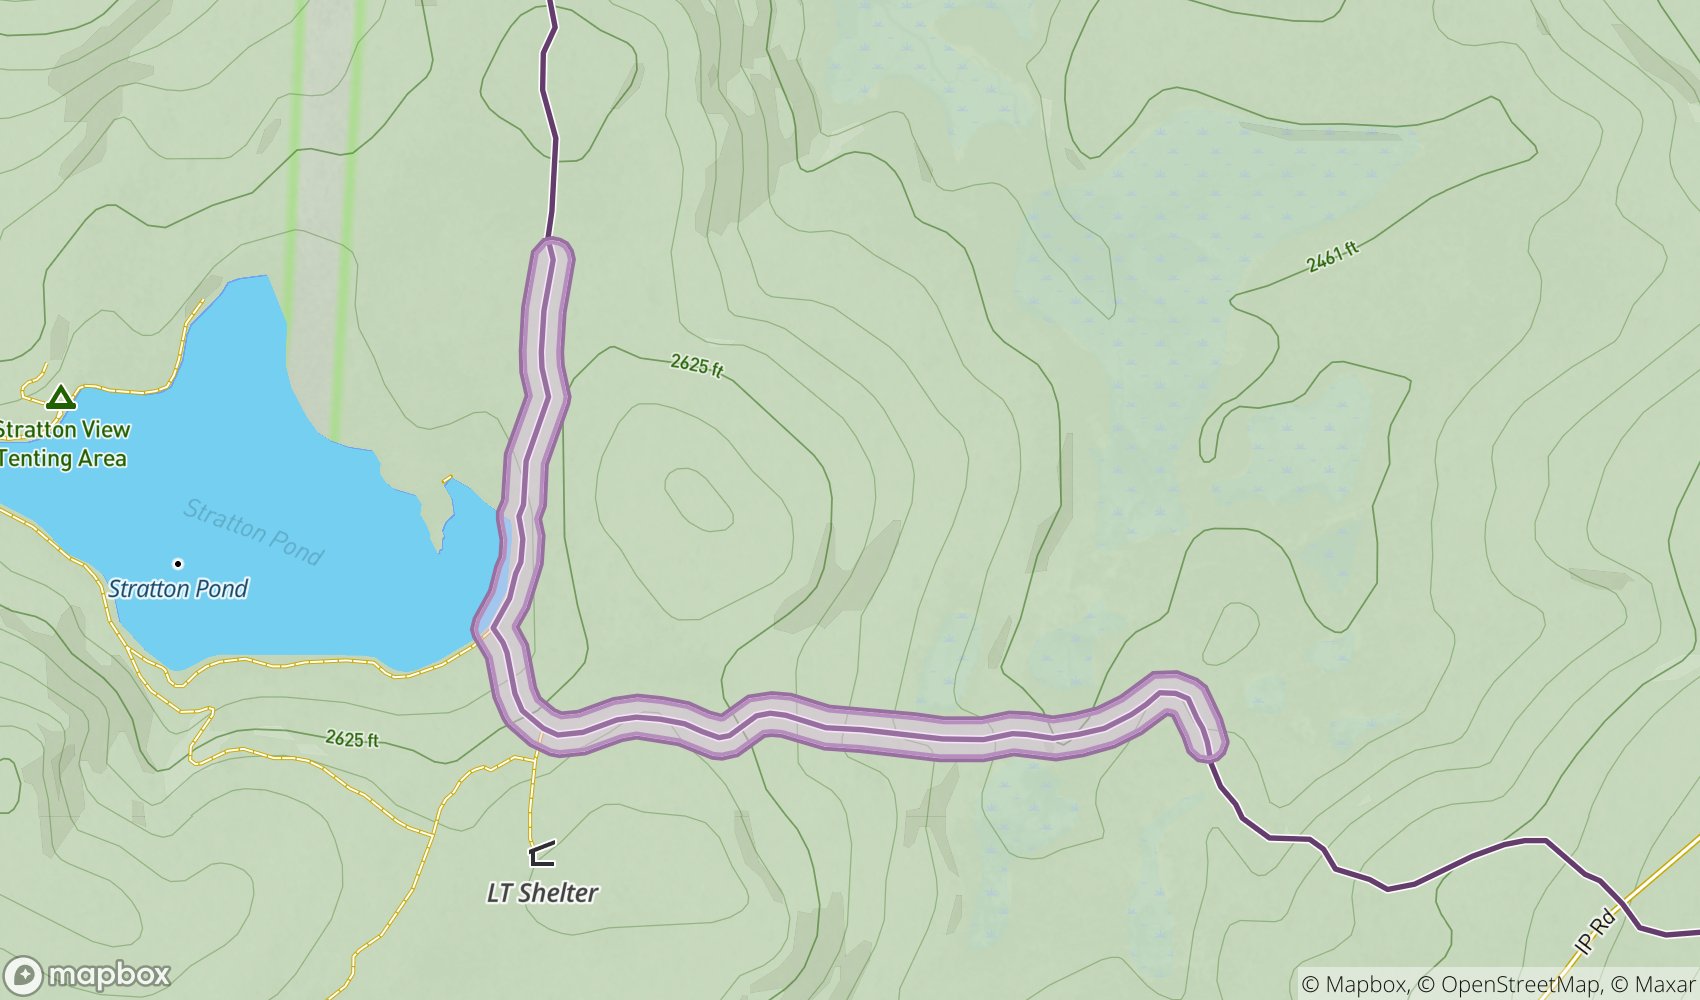 2461 ft
2625 ft
Stratton View
Tenting Area
Stratton Pond
Stratton Pond
2625 ft
LT Shelter
IP Rd
mapbox
© Mapbox, © OpenStreetMap, © Maxar